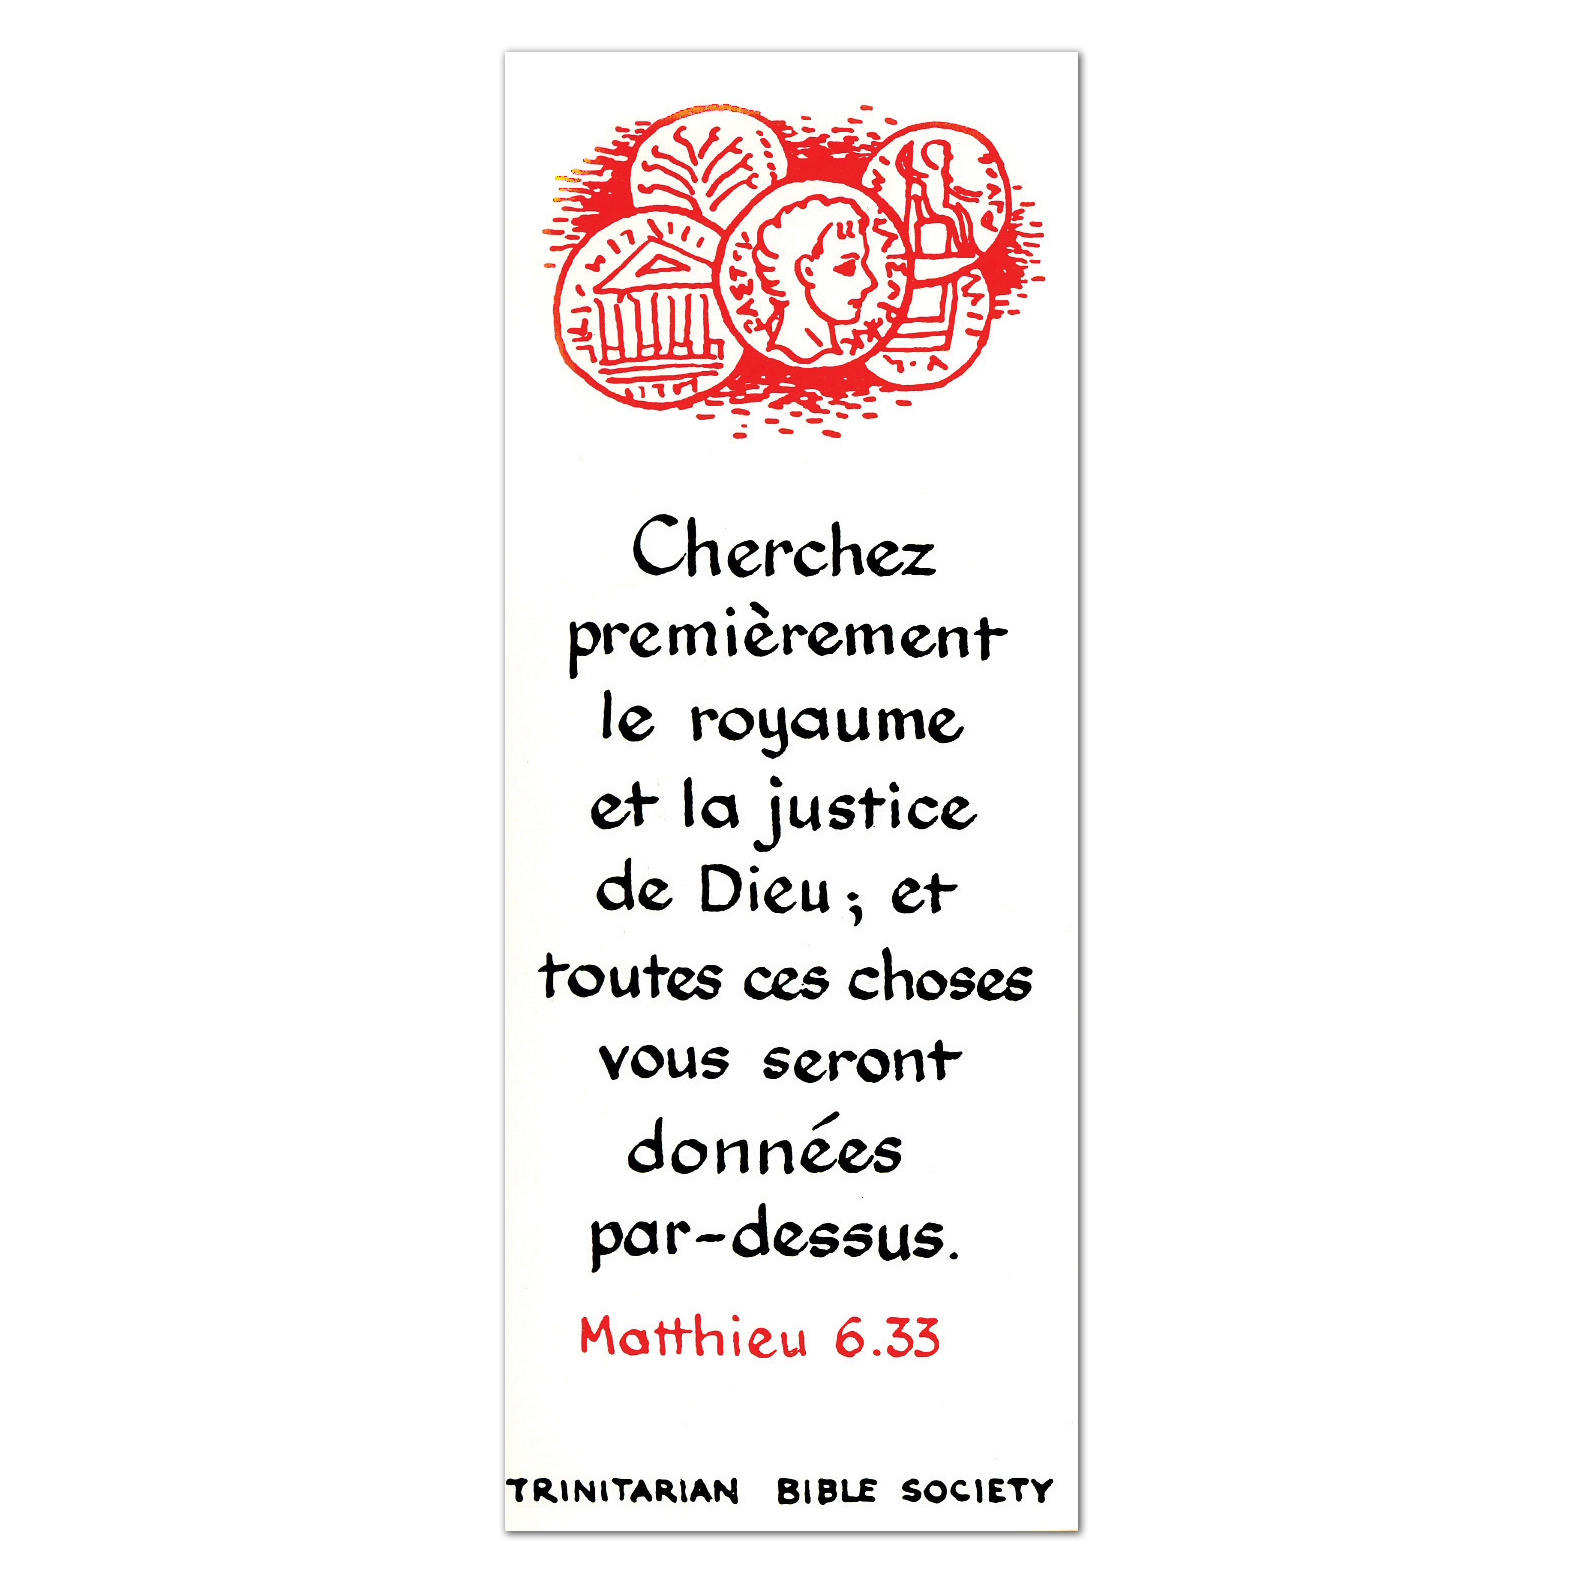 Cherchez
premièrement
le royaume
et la justice
de Dieu; et
toutes ces choses
vous seront
données
par-dessus.
Matthieu 6.33
TRINITARIAN BIBLE SOCIETY